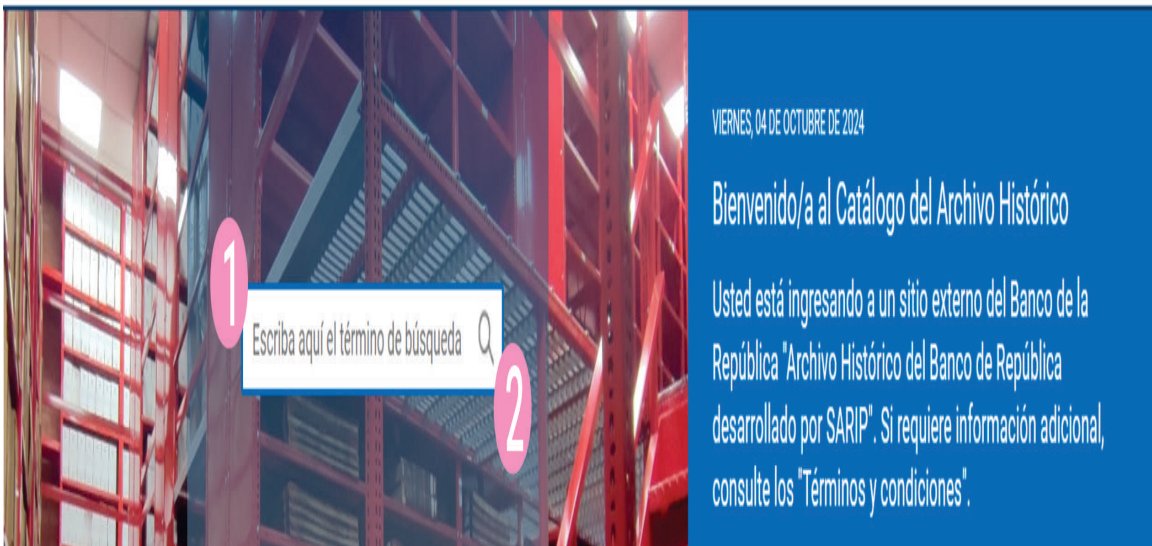 1
Escriba aquí el término de búsqueda
2
VIERNES, 04 DE OCTUBRE DE 2024
Bienvenido/a al Catálogo del Archivo Histórico
Usted está ingresando a un sitio externo del Banco de la
República "Archivo Histórico del Banco de República
desarrollado por SARIP". Si requiere información adicional,
consulte los "Términos y condiciones".